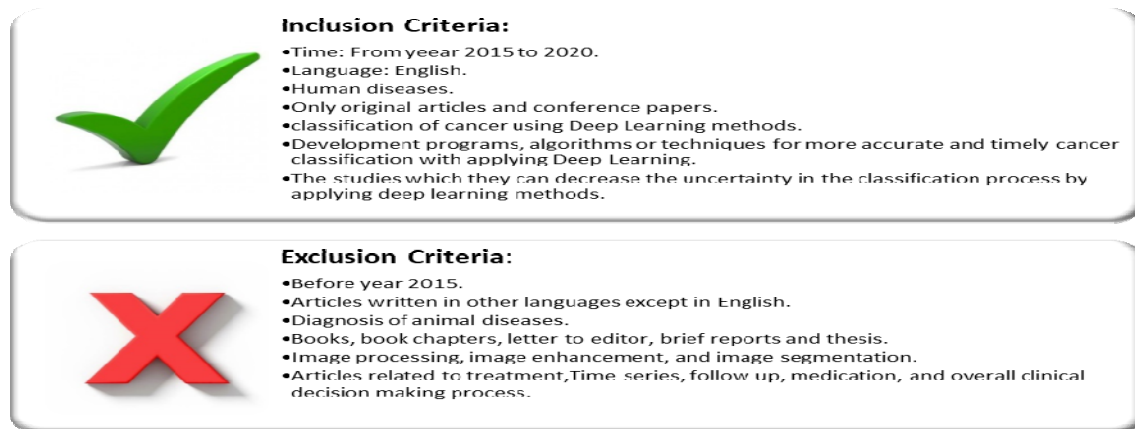 Inclusion Criteria:
•Time: From yeear 2015 to 2020.
•Language: English.
•Human diseases.
•Only original articles and conference papers.
•classification of cancer using Deep Learning methods.
•Development programs, algorithms or techniques for more accurate and timely cancer
classification with applying Deep Learning.
•The studies which they can decrease the uncertainty in the classification process by
applying deep learning methods.
Exclusion Criteria:
•Before year 2015.
•Articles written in other languages except in English.
•Diagnosis of animal diseases.
•Books, book chapters, letter to editor, brief reports and thesis.
•Image processing, image enhancement, and image segmentation.
•Articles related to treatment,Time series, follow up, medication, and overall clinical
decision making process.